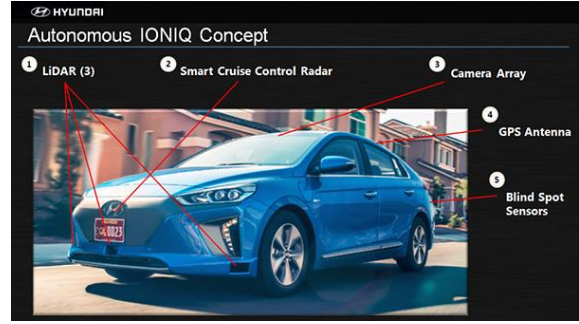 HYUNDAI
Autonomous IONIQ Concept
1 LiDAR (3)
2 Smart Cruise Control Radar
3 Camera Array
4 GPS Antenna
5 Blind Spot
Sensors
0023